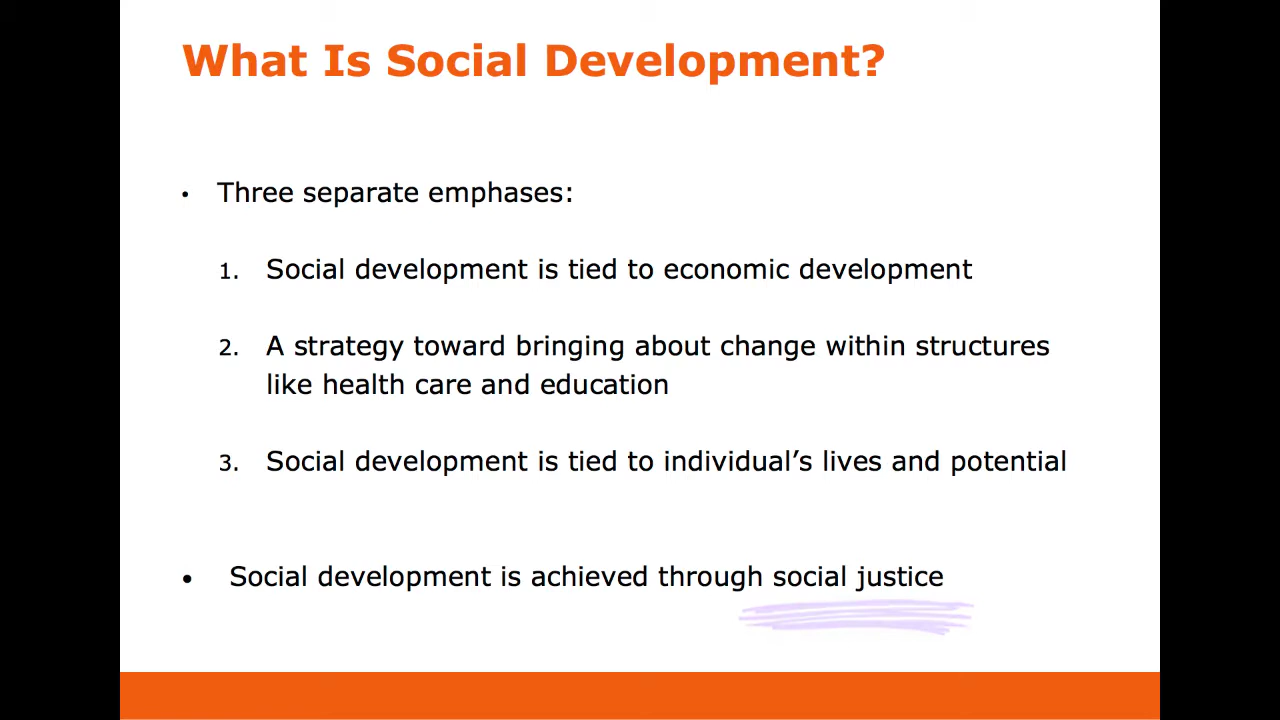 What Is Social Development?
• Three separate emphases:
1. Social development is tied to economic development
2. A strategy toward bringing about change within structures
like health care and education
3. Social development is tied to individual’s lives and potential
• Social development is achieved through social justice